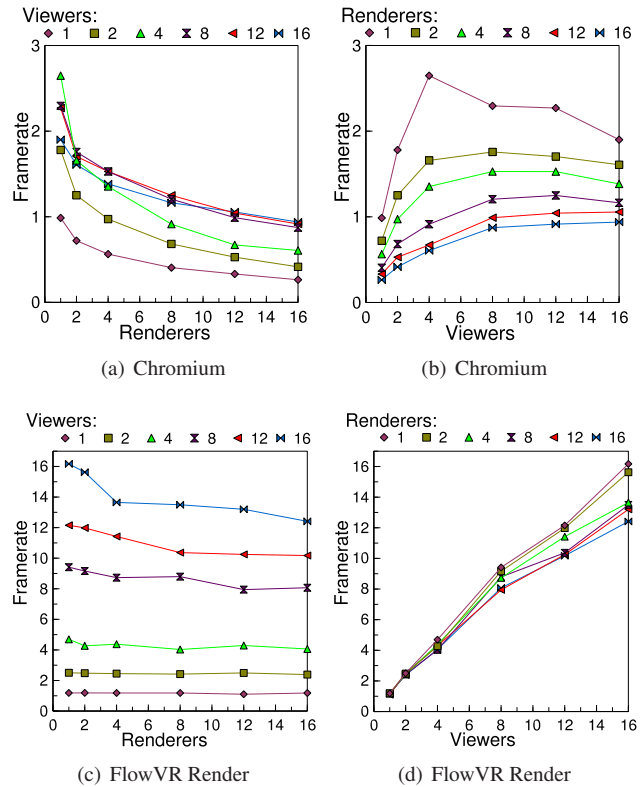 Viewers:
1 2 4 8 12 16
3
2
1
0
Framerate
0 2 4 6 8 10 12 14 16
Renderers
(a) Chromium
Renderers:
1 2 4 8 12 16
3
2
1
0
Framerate
0 2 4 6 8 10 12 14 16
Viewers
(b) Chromium
Viewers:
1 2 4 8 12 16
16
14
12
10
8
6
4
2
0
Framerate
0 2 4 6 8 10 12 14 16
Renderers
(c) FlowVR Render
Renderers:
1 2 4 8 12 16
16
14
12
10
8
6
4
2
0
Framerate
0 2 4 6 8 10 12 14 16
Viewers
(d) FlowVR Render